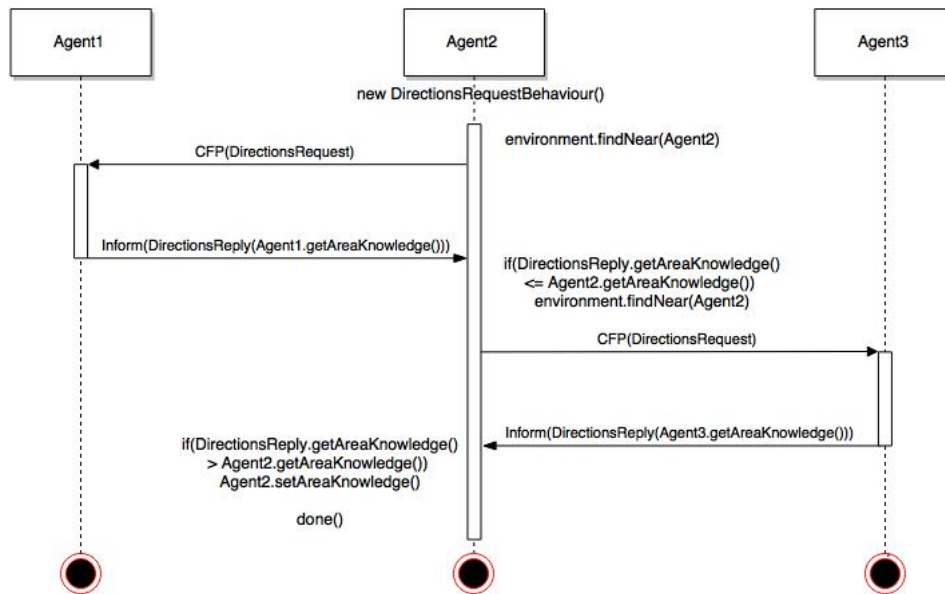 Agent1
Agent2
Agent3
new DirectionsRequestBehaviour()
environment.findNear(Agent2)
CFP(DirectionsRequest)
Inform(DirectionsReply(Agent1.getAreaKnowledge()))
if(DirectionsReply.getAreaKnowledge()
<= Agent2.getAreaKnowledge())
environment.findNear(Agent2)
CFP(DirectionsRequest)
Inform(DirectionsReply(Agent3.getAreaKnowledge()))
if(DirectionsReply.getAreaKnowledge()
> Agent2.getAreaKnowledge())
Agent2.setAreaKnowledge()
done()